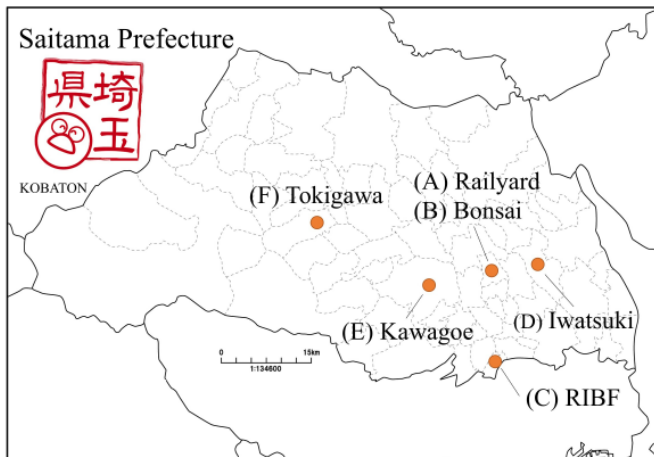 Saitama Prefecture
県埼
玉
KOBATON
(F) Tokigawa
(A) Railyard
(B) Bonsai
(E) Kawagoe
(D) Iwatsuki
0 15km
1:134600
(C) RIBF